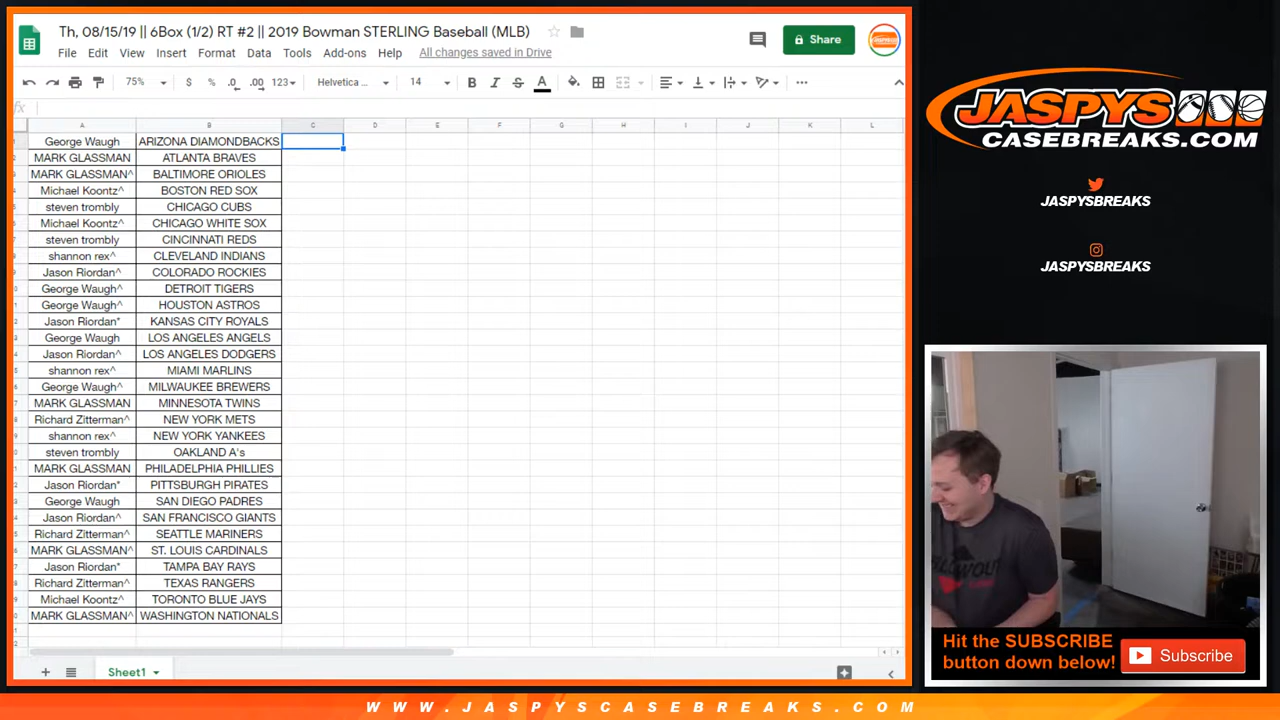 Th, 08/15/19 || 6Box (1/2) RT #2 || 2019 Bowman STERLING Baseball (MLB)
File Edit View Insert Format Data Tools Add-ons Help All changes saved in Drive
Share
75% $ % .0 .00 123 Helvetica ... 14 B I S A
fx
A B C D E F G H I J K L
George Waugh ARIZONA DIAMONDBACKS
MARK GLASSMAN ATLANTA BRAVES
MARK GLASSMAN^ BALTIMORE ORIOLES
Michael Koontz^ BOSTON RED SOX
steven trombly CHICAGO CUBS
Michael Koontz^ CHICAGO WHITE SOX
steven trombly CINCINNATI REDS
shannon rex^ CLEVELAND INDIANS
Jason Riordan^ COLORADO ROCKIES
George Waugh^ DETROIT TIGERS
George Waugh^ HOUSTON ASTROS
Jason Riordan* KANSAS CITY ROYALS
George Waugh LOS ANGELES ANGELS
Jason Riordan^ LOS ANGELES DODGERS
shannon rex^ MIAMI MARLINS
George Waugh^ MILWAUKEE BREWERS
MARK GLASSMAN MINNESOTA TWINS
Richard Zitterman^ NEW YORK METS
shannon rex^ NEW YORK YANKEES
steven trombly OAKLAND A's
MARK GLASSMAN PHILADELPHIA PHILLIES
Jason Riordan* PITTSBURGH PIRATES
George Waugh SAN DIEGO PADRES
Jason Riordan^ SAN FRANCISCO GIANTS
Richard Zitterman^ SEATTLE MARINERS
MARK GLASSMAN^ ST. LOUIS CARDINALS
Jason Riordan* TAMPA BAY RAYS
Richard Zitterman^ TEXAS RANGERS
Michael Koontz^ TORONTO BLUE JAYS
MARK GLASSMAN^ WASHINGTON NATIONALS
Sheet1
JASPYS
CASEBREAKS.COM
JASPYSBREAKS
JASPYSBREAKS
BLOWOUT
Hit the SUBSCRIBE
button down below!
Subscribe
WWW.JASPYSCASEBREAKS.COM